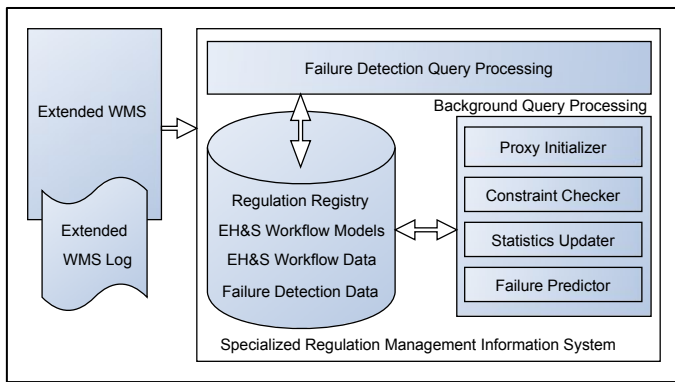 Extended WMS
Extended
WMS Log
Failure Detection Query Processing
Background Query Processing
Proxy Initializer
Constraint Checker
Statistics Updater
Failure Predictor
Regulation Registry
EH&S Workflow Models
EH&S Workflow Data
Failure Detection Data
Specialized Regulation Management Information System